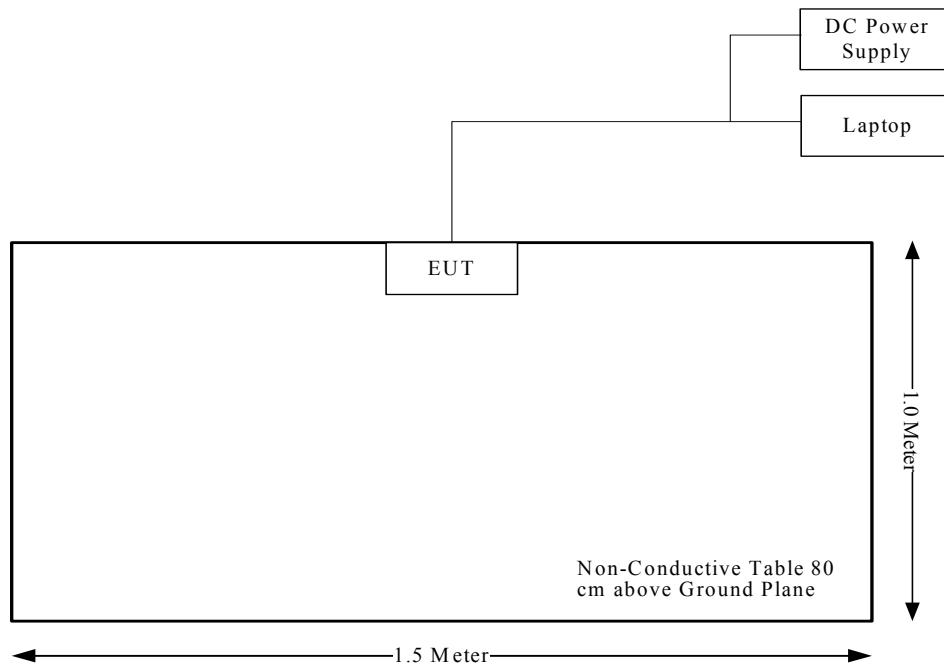 DC Power
Supply
Laptop
EUT
1.0 Meter
Non-Conductive Table 80
cm above Ground Plane
1.5 Meter